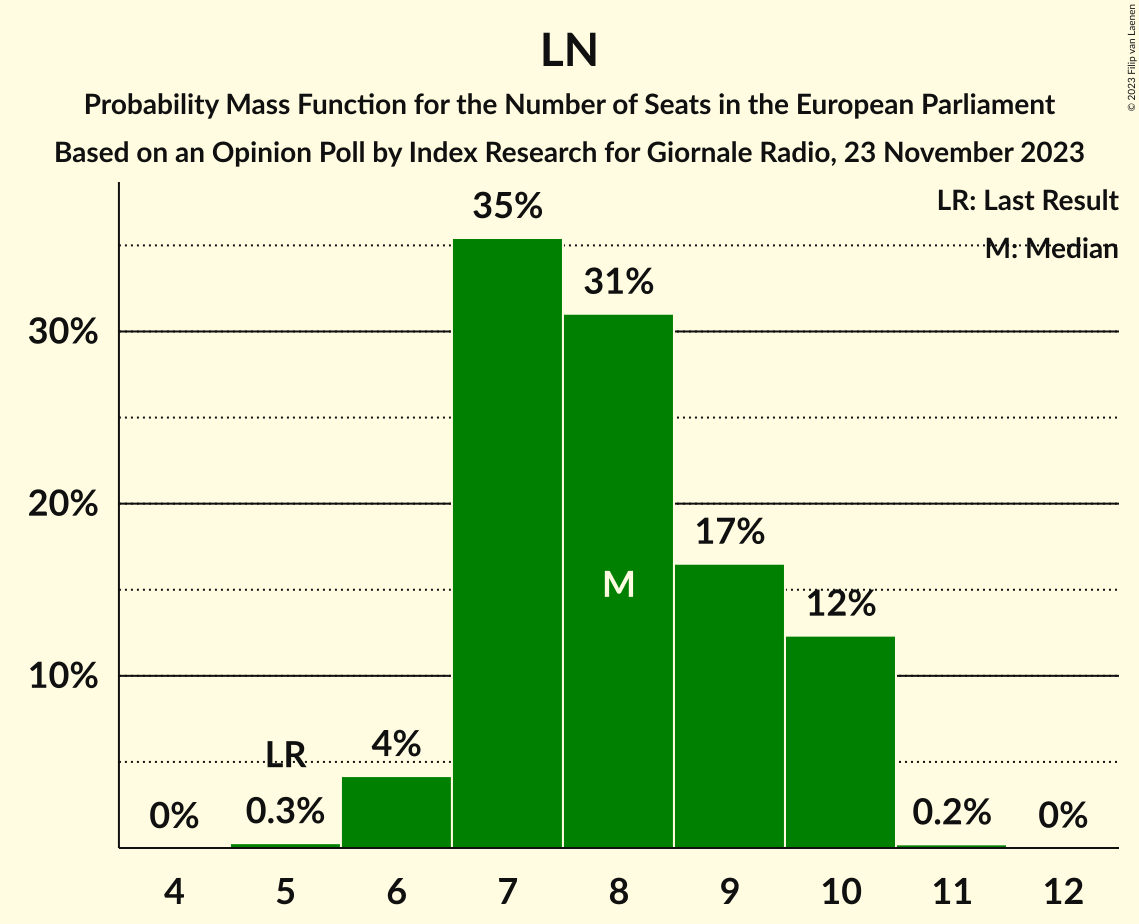 LN
Probability Mass Function for the Number of Seats in the European Parliament
Based on an Opinion Poll by Index Research for Giornale Radio, 23 November 2023
© 2023 Filip van Laenen
LR: Last Result
M: Median
35%
31%
30%
20%
17%
M
12%
10%
LR
4%
0%
0.3%
0.2%
0%
4 5 6 7 8 9 10 11 12